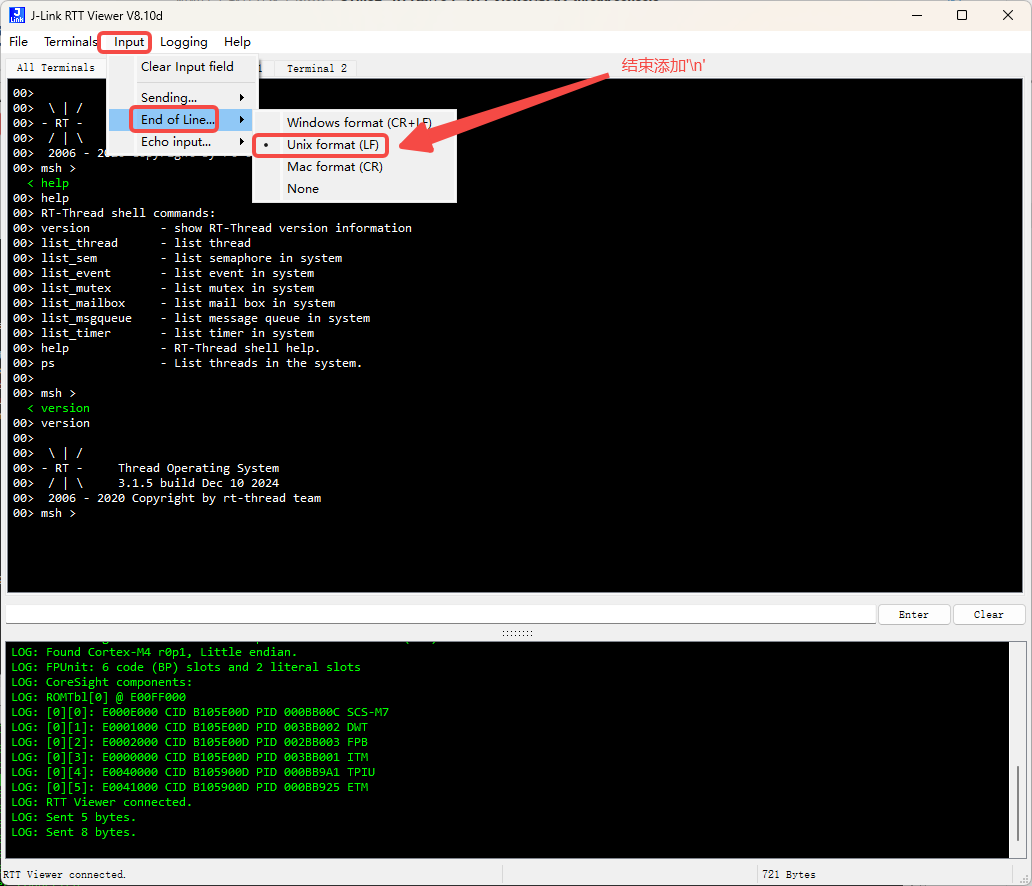 J-Link RTT Viewer V8.10d
File Terminals Input Logging Help
All Terminals 1 Terminal 2
Clear Input field
Sending...
End of Line...
Echo input...
Windows format (CR+LF)
Unix format (LF)
Mac format (CR)
None
结束添加'\n'
00>
00>  \ | /
00> - RT -
00>  / | \
00>  2006 - 2
00> msh >
 < help
00> help
00> RT-Thread shell commands:
00> version          - show RT-Thread version information
00> list_thread      - list thread
00> list_sem         - list semaphore in system
00> list_event       - list event in system
00> list_mutex       - list mutex in system
00> list_mailbox     - list mail box in system
00> list_msgqueue    - list message queue in system
00> list_timer       - list timer in system
00> help             - RT-Thread shell help.
00> ps               - List threads in the system.
00>
00> msh >
 < version
00> version
00>
00>  \ | /
00> - RT -     Thread Operating System
00>  / | \     3.1.5 build Dec 10 2024
00>  2006 - 2020 Copyright by rt-thread team
00> msh >
Enter Clear
LOG: Found Cortex-M4 r0p1, Little endian.
LOG: FPUnit: 6 code (BP) slots and 2 literal slots
LOG: CoreSight components:
LOG: ROMTbl[0] @ E00FF000
LOG: [0][0]: E000E000 CID B105E00D PID 000BB00C SCS-M7
LOG: [0][1]: E0001000 CID B105E00D PID 003BB002 DWT
LOG: [0][2]: E0002000 CID B105E00D PID 002BB003 FPB
LOG: [0][3]: E0000000 CID B105E00D PID 003BB001 ITM
LOG: [0][4]: E0040000 CID B105900D PID 000BB9A1 TPIU
LOG: [0][5]: E0041000 CID B105900D PID 000BB925 ETM
LOG: RTT Viewer connected.
LOG: Sent 5 bytes.
LOG: Sent 8 bytes.
RTT Viewer connected. 721 Bytes